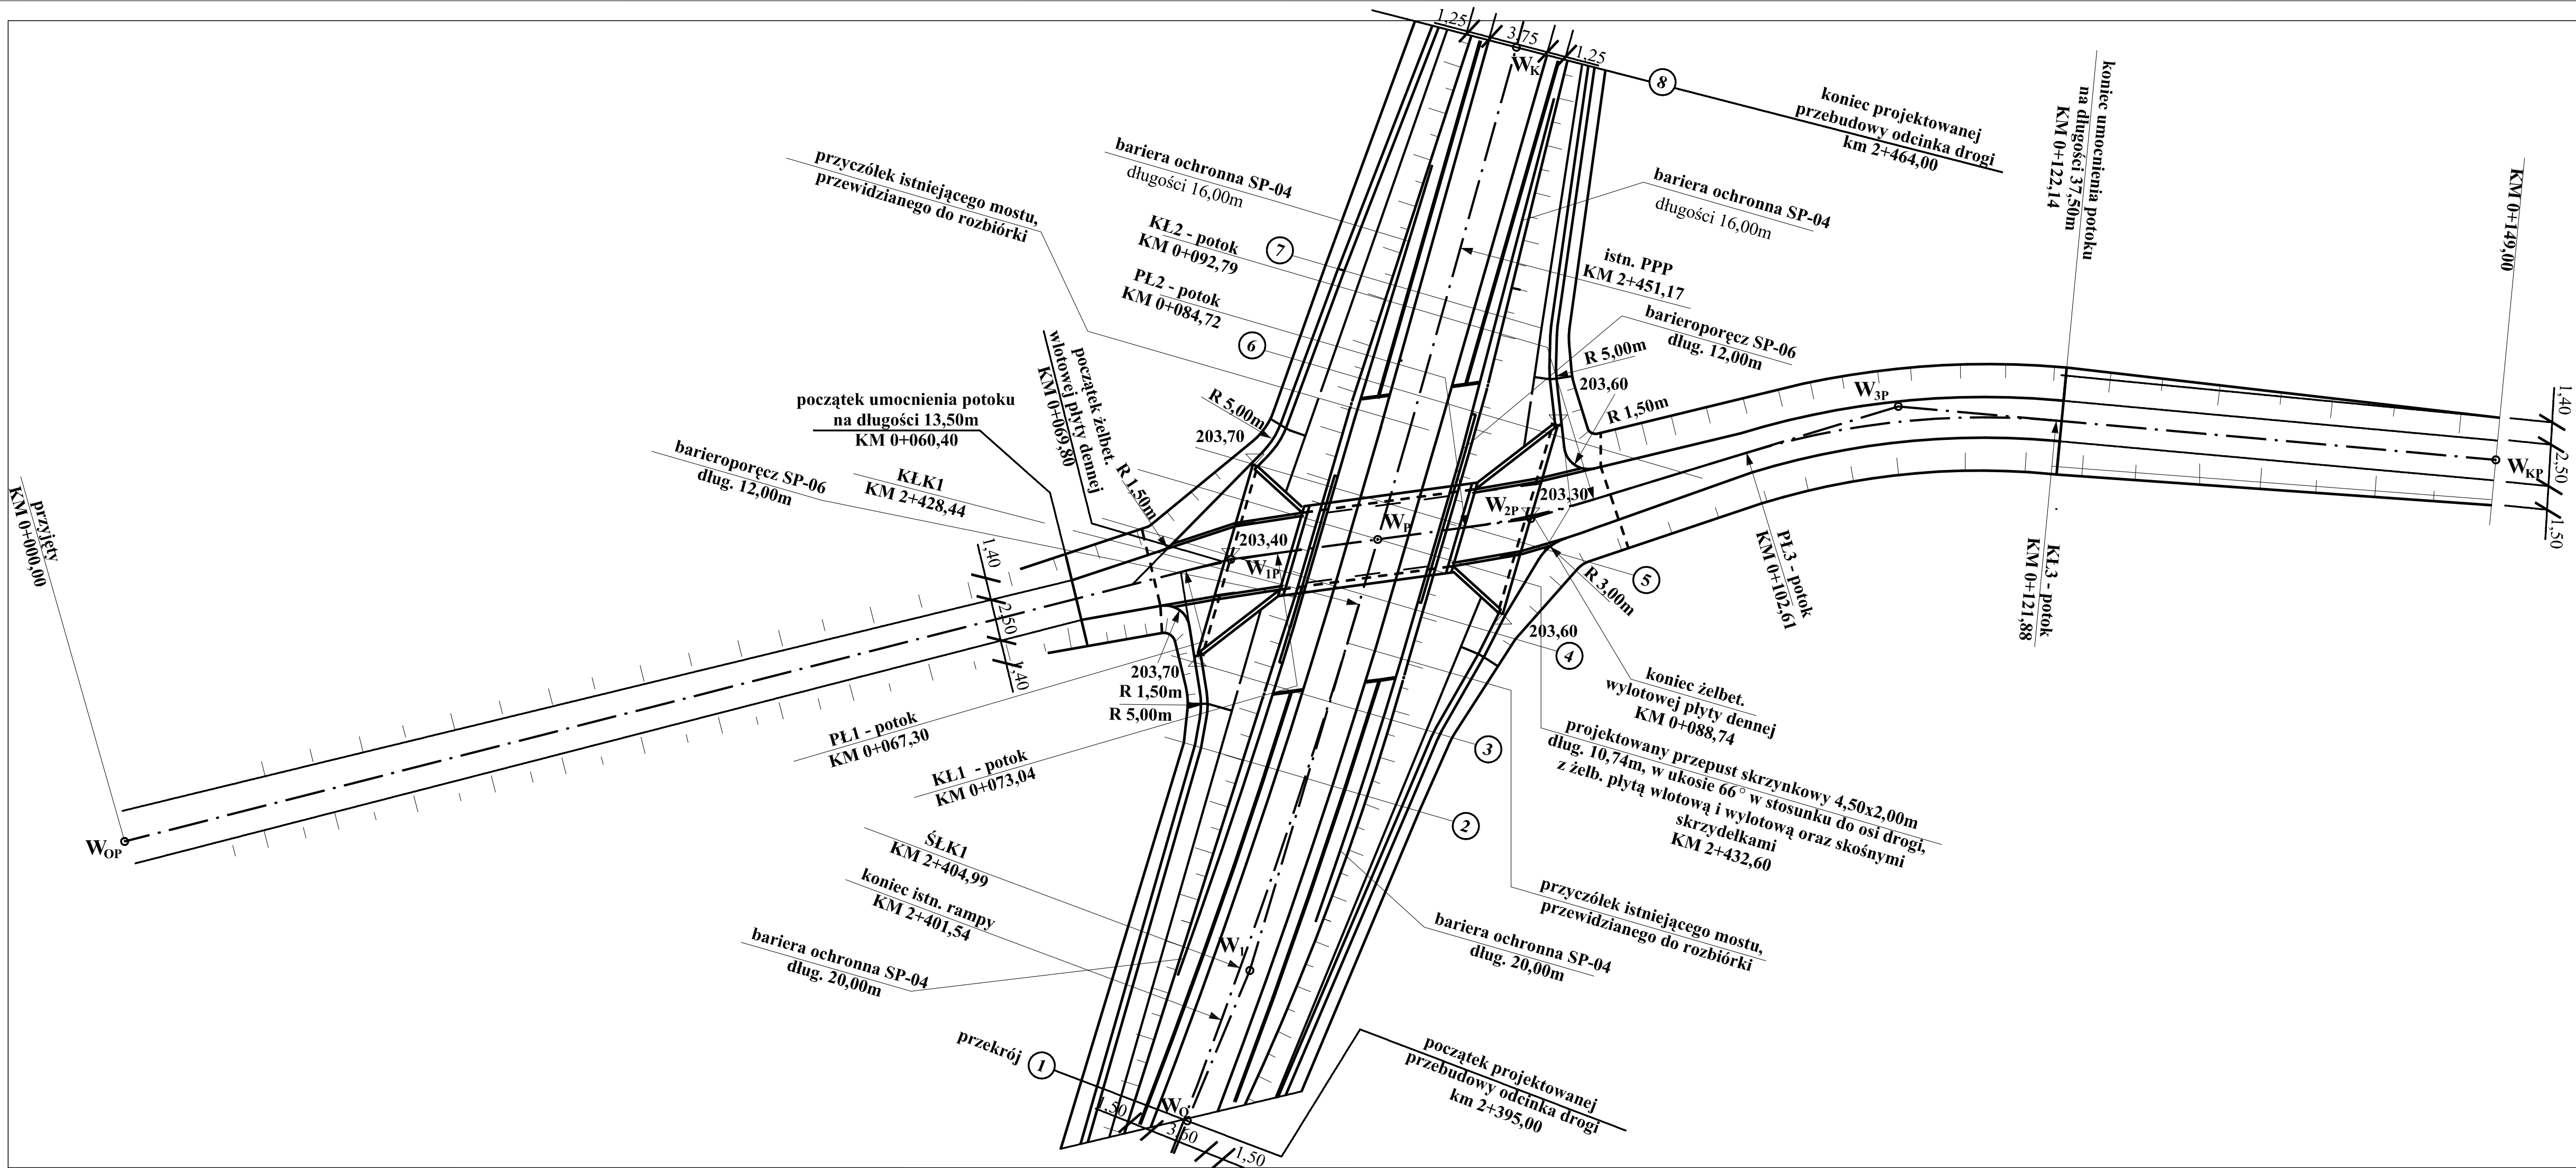 1,25
3,75
1,25
W_K
8
koniec projektowanej
przebudowy odcinka drogi
km 2+464,00
koniec umocnienia potoku
na długości 37,50m
KM 0+122,14
KM 0+149,00
przyczółek istniejącego mostu,
przewidzianego do rozbiórki
bariera ochronna SP-04
długości 16,00m
KŁ2 - potok
KM 0+092,79
7
PŁ2 - potok
KM 0+084,72
6
bariera ochronna SP-04
długości 16,00m
istn. PPP
KM 2+451,17
barieroporęcz SP-06
dług. 12,00m
R 5,00m
203,60
R 1,50m
W_3P
1,40
2,50
1,50
W_KP
początek żelbet.
wlotowej płyty dennej
KM 0+069,80
R 5,00m
203,70
początek umocnienia potoku
na długości 13,50m
KM 0+060,40
R 1,50m
barieroporęcz SP-06
dług. 12,00m
KŁK1
KM 2+428,44
przyjęty
KM 0+000,00
1,40
2,50
1,40
203,40
W_1P
W_P
W_2P
203,30
5
R 3,00m
203,60
4
PŁ3 - potok
KM 0+102,61
KŁ3 - potok
KM 0+121,88
203,70
R 1,50m
R 5,00m
PŁ1 - potok
KM 0+067,30
KŁ1 - potok
KM 0+073,04
koniec żelbet.
wylotowej płyty dennej
KM 0+088,74
3
projektowany przepust skrzynkowy 4,50x2,00m
dług. 10,74m, w ukosie 66° w stosunku do osi drogi,
z żelb. płytą wlotową i wylotową oraz skośnymi
skrzydełkami
KM 2+432,60
2
W_OP
ŚŁK1
KM 2+404,99
koniec istn. rampy
KM 2+401,54
przyczółek istniejącego mostu,
przewidzianego do rozbiórki
bariera ochronna SP-04
dług. 20,00m
W_1
bariera ochronna SP-04
dług. 20,00m
przekrój
1
początek projektowanej
przebudowy odcinka drogi
km 2+395,00
W_O
1,50
3,60
1,50